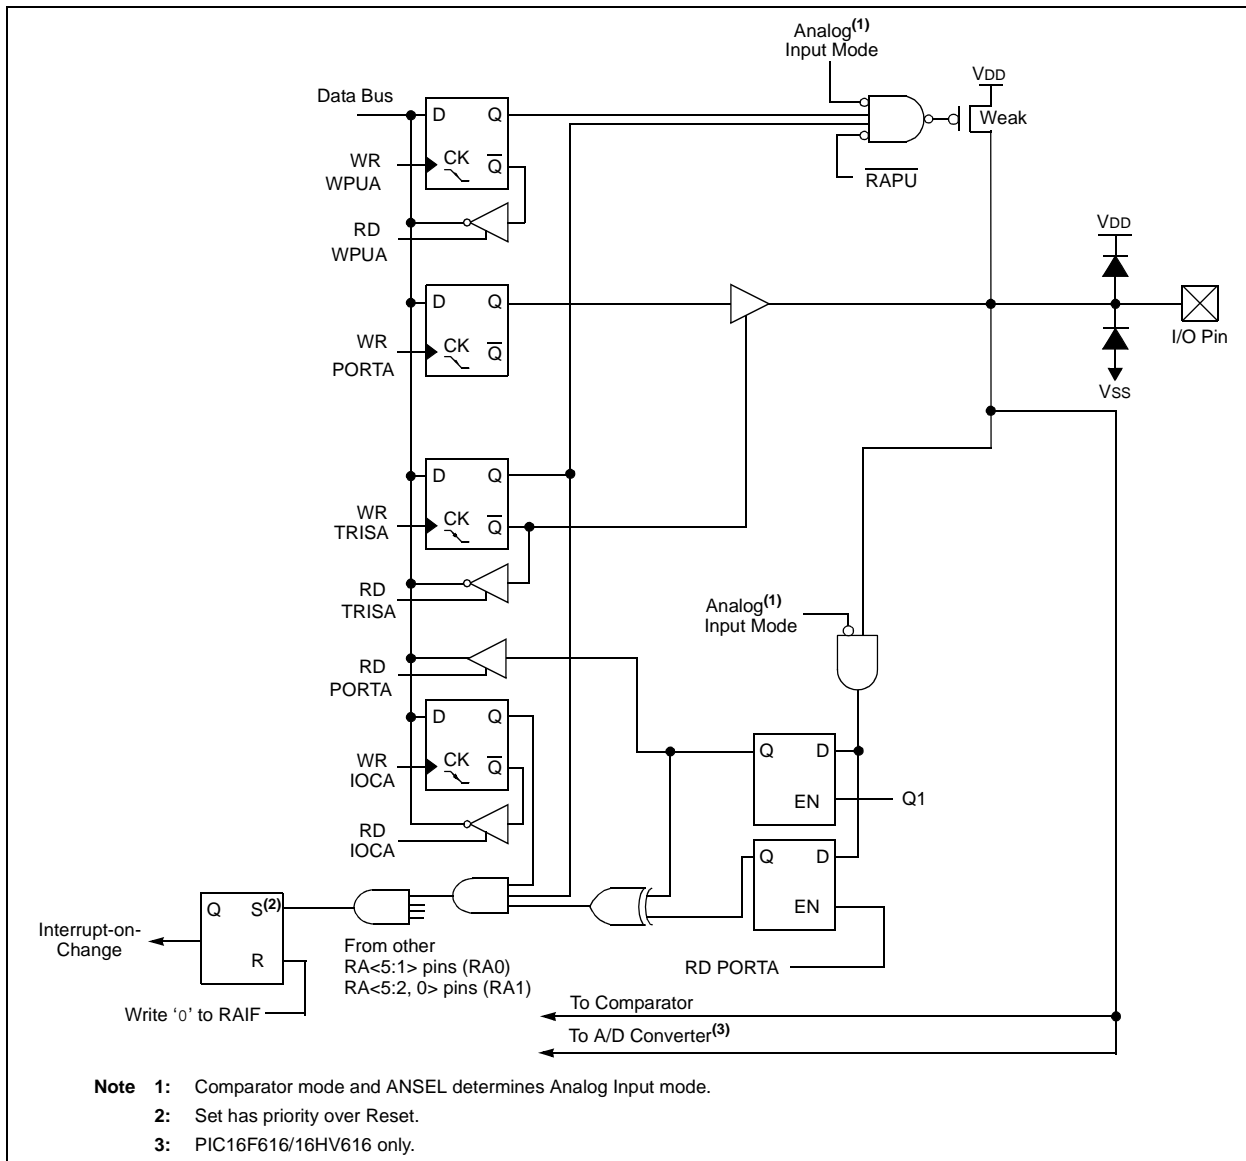 Analog(1)
Input Mode
VDD
Data Bus
D Q
Weak
WR
WPUA
CK
Q
RAPU
RD
WPUA
VDD
D Q
WR
PORTA
CK
Q
I/O Pin
VSS
D Q
WR
TRISA
CK
Q
RD
TRISA
Analog(1)
Input Mode
RD
PORTA
D Q
Q D
WR
IOCA
CK
Q
EN
Q1
RD
IOCA
Q D
EN
Q S(2)
Interrupt-on-
Change
R
From other
RA<5:1> pins (RA0)
RA<5:2, 0> pins (RA1)
RD PORTA
Write ‘0’ to RAIF
To Comparator
To A/D Converter(3)
Note 1: Comparator mode and ANSEL determines Analog Input mode.
2: Set has priority over Reset.
3: PIC16F616/16HV616 only.